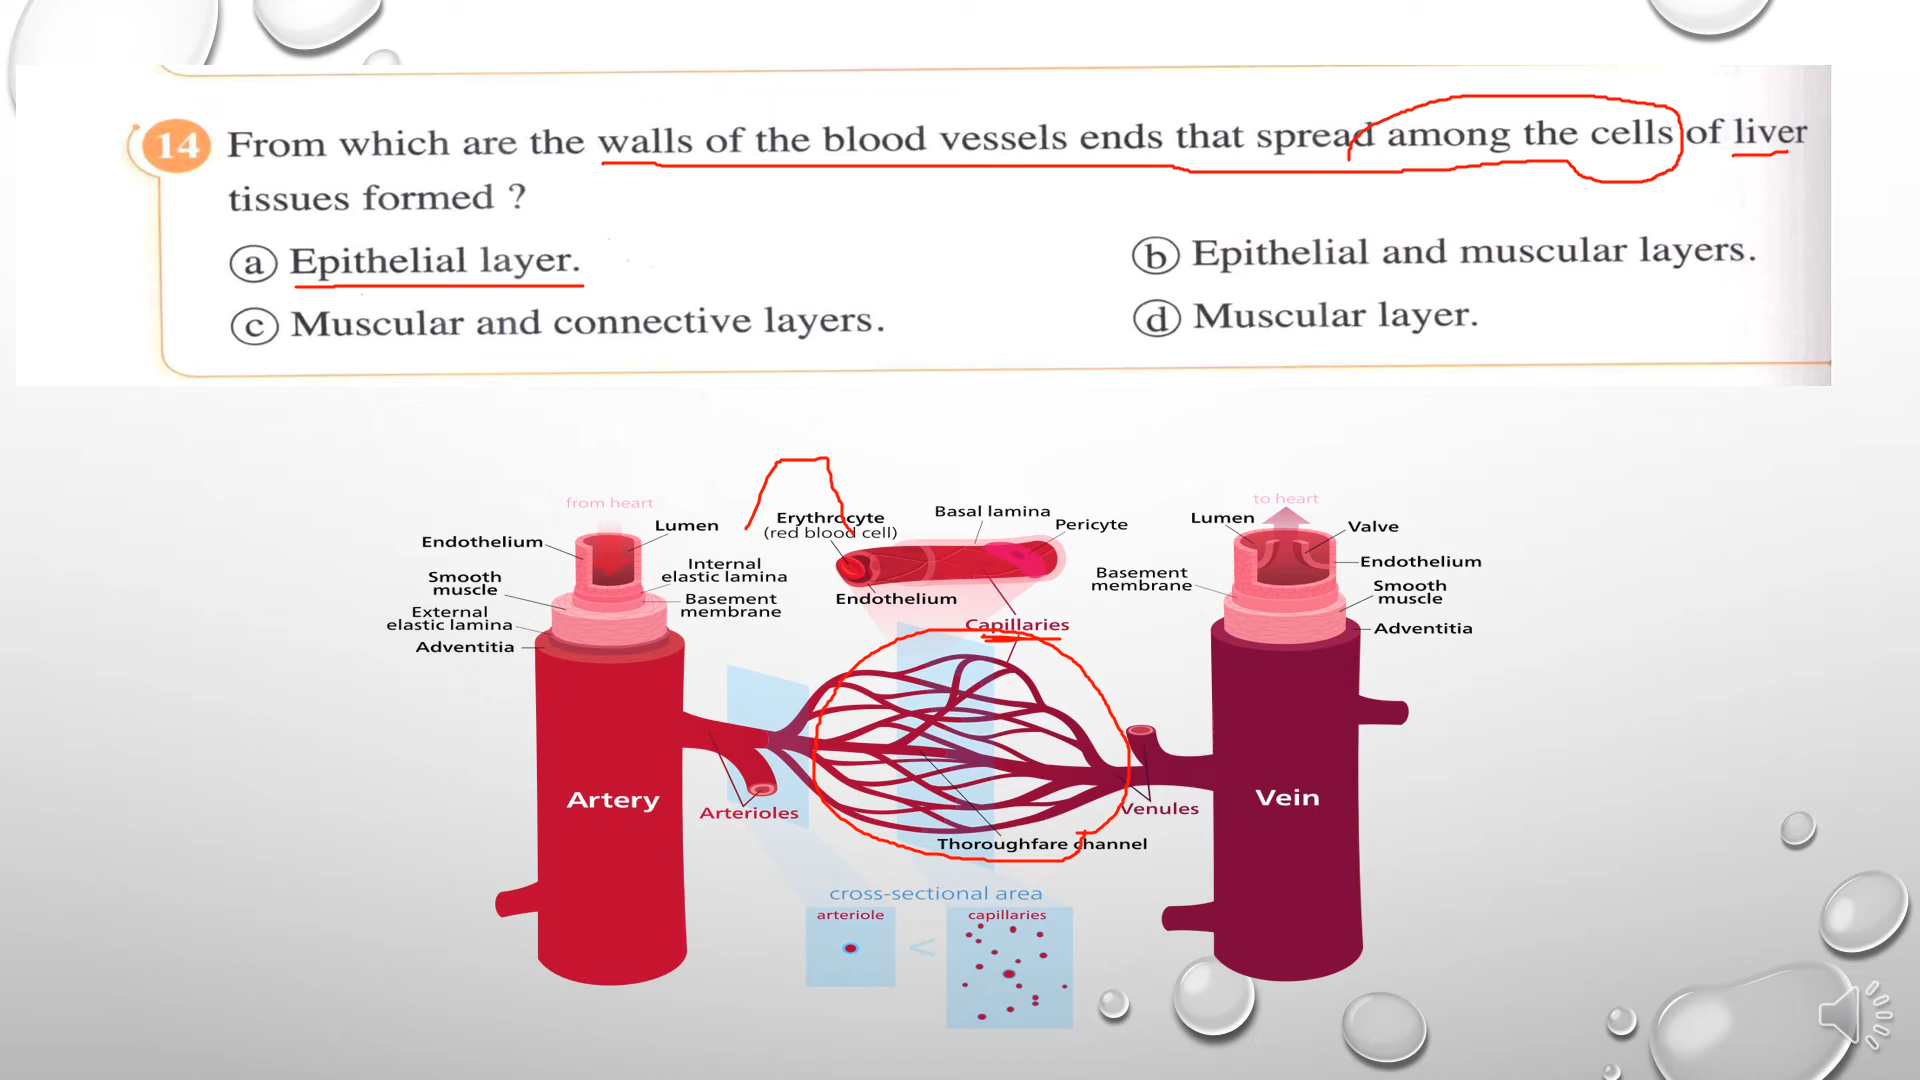 14 From which are the walls of the blood vessels ends that spread among the cells of liver
tissues formed ?
a Epithelial layer.
b Epithelial and muscular layers.
c Muscular and connective layers.
d Muscular layer.
from heart
Lumen
Endothelium
Smooth
muscle
External
elastic lamina
Adventitia
Internal
elastic lamina
Basement
membrane
Erythrocyte
(red blood cell)
Basal lamina
Pericyte
Endothelium
Capillaries
to heart
Lumen
Valve
Endothelium
Basement
membrane
Smooth
muscle
Adventitia
Artery
Arterioles
Venules
Vein
Thoroughfare channel
cross-sectional area
arteriole
<
capillaries